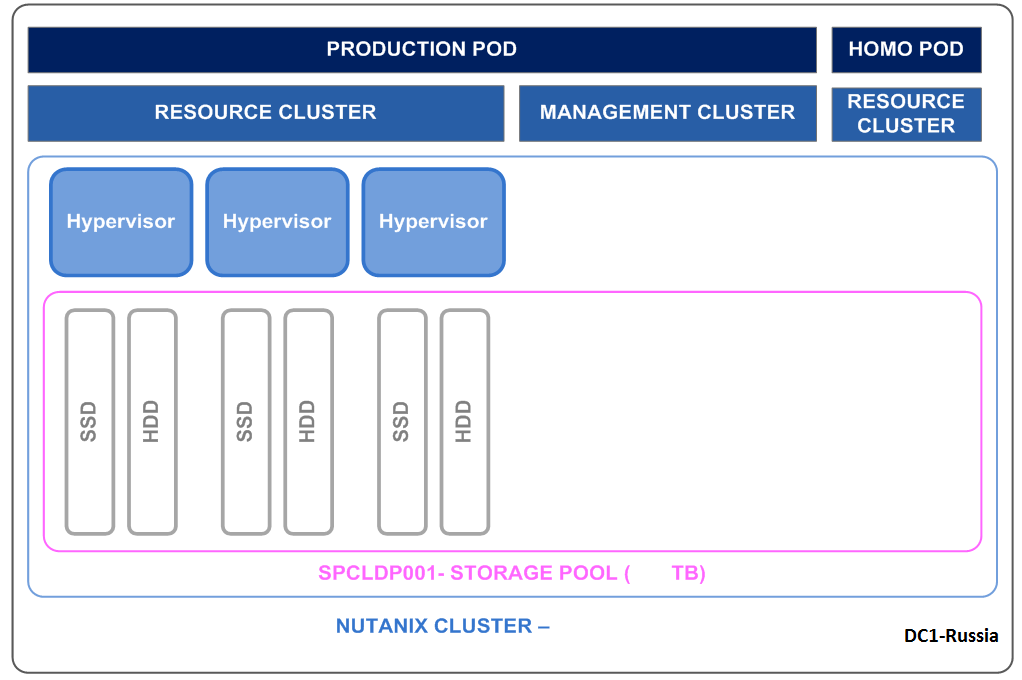 PRODUCTION POD
HOMO POD
RESOURCE CLUSTER
MANAGEMENT CLUSTER
RESOURCE
CLUSTER
Hypervisor
Hypervisor
Hypervisor
SSD
HDD
SSD
HDD
SSD
HDD
SPCLDP001- STORAGE POOL ( TB)
NUTANIX CLUSTER –
DC1-Russia